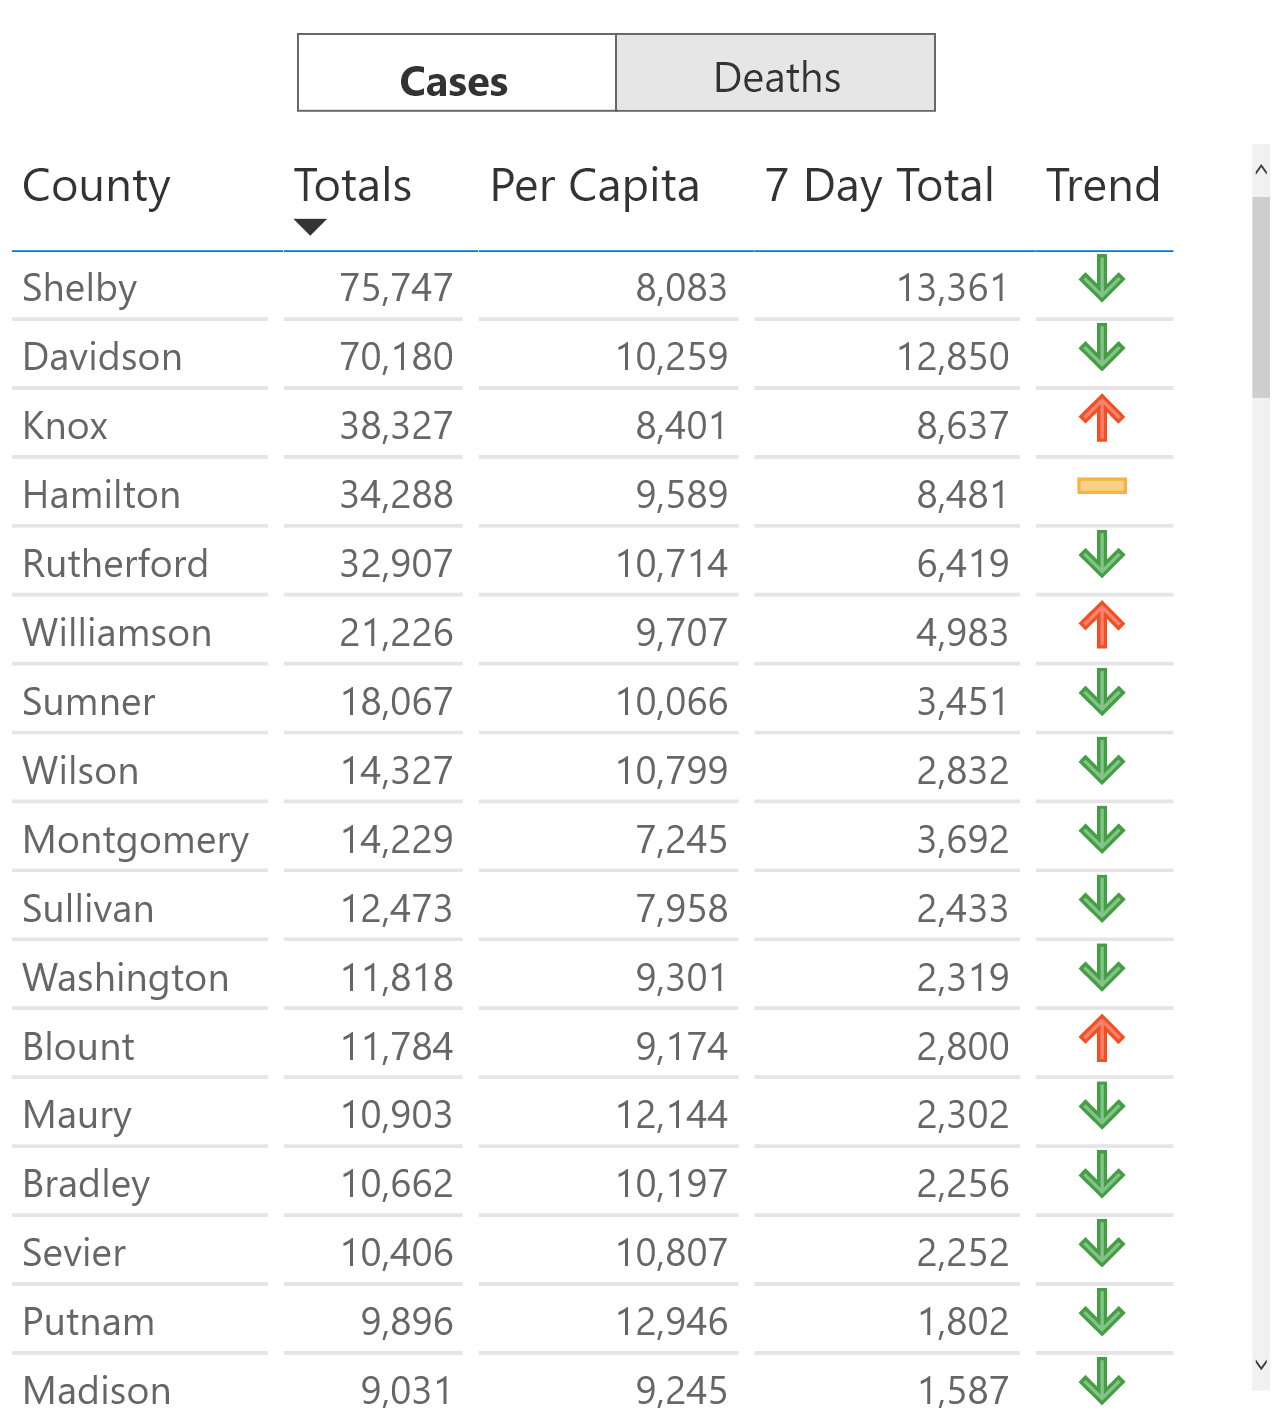 Cases Deaths
County Totals Per Capita 7 Day Total Trend
Shelby 75,747 8,083 13,361
Davidson 70,180 10,259 12,850
Knox 38,327 8,401 8,637
Hamilton 34,288 9,589 8,481
Rutherford 32,907 10,714 6,419
Williamson 21,226 9,707 4,983
Sumner 18,067 10,066 3,451
Wilson 14,327 10,799 2,832
Montgomery 14,229 7,245 3,692
Sullivan 12,473 7,958 2,433
Washington 11,818 9,301 2,319
Blount 11,784 9,174 2,800
Maury 10,903 12,144 2,302
Bradley 10,662 10,197 2,256
Sevier 10,406 10,807 2,252
Putnam 9,896 12,946 1,802
Madison 9,031 9,245 1,587